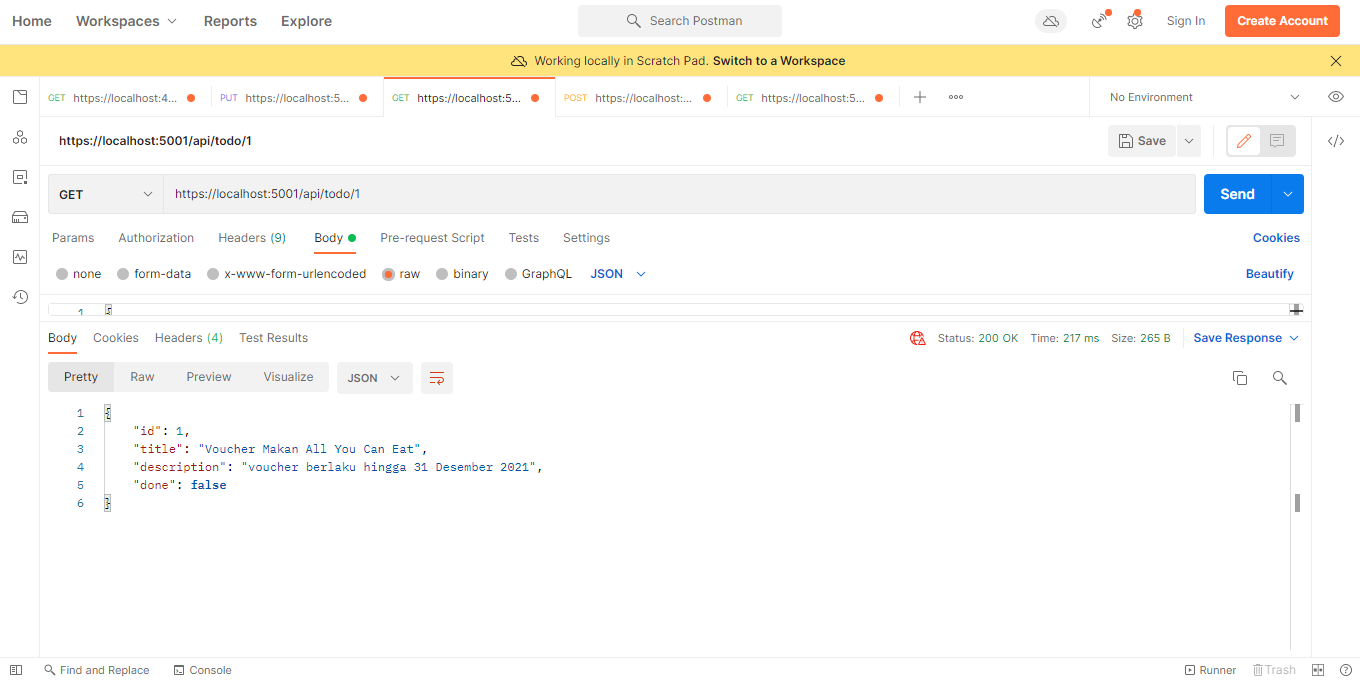 Home Workspaces Reports Explore Search Postman Sign In Create Account
Working locally in Scratch Pad. Switch to a Workspace
GET https://localhost:4... PUT https://localhost:5... GET https://localhost:5... POST https://localhost:... GET https://localhost:5... No Environment
https://localhost:5001/api/todo/1 Save
GET https://localhost:5001/api/todo/1 Send
Params Authorization Headers (9) Body Pre-request Script Tests Settings Cookies
none form-data x-www-form-urlencoded raw binary GraphQL JSON Beautify
1 {
Body Cookies Headers (4) Test Results Status: 200 OK Time: 217 ms Size: 265 B Save Response
Pretty Raw Preview Visualize JSON
1 {
2 "id": 1,
3 "title": "Voucher Makan All You Can Eat",
4 "description": "voucher berlaku hingga 31 Desember 2021",
5 "done": false
6 }
Find and Replace Console Runner Trash